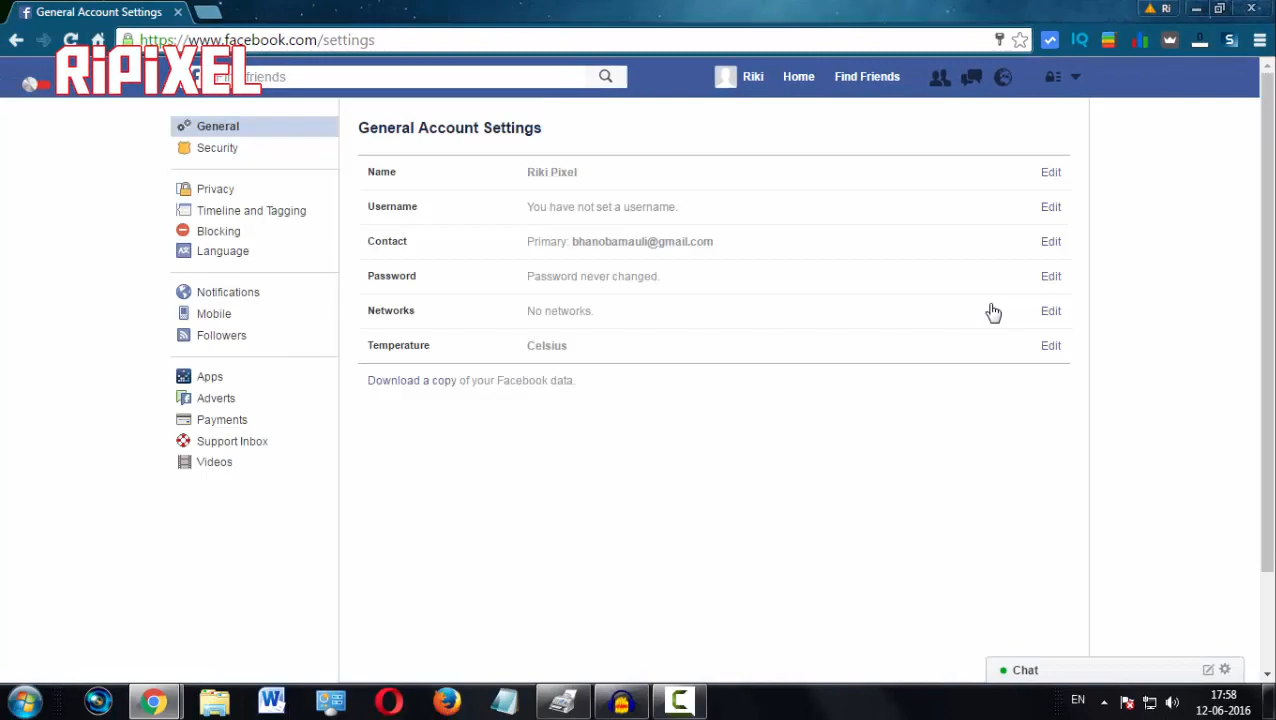 General Account Settings
Ri
https://www.facebook.com/settings
IQ
RiPiXEL
Find friends
Riki
Home
Find Friends
General
Security
Privacy
Timeline and Tagging
Blocking
Language
Notifications
Mobile
Followers
Apps
Adverts
Payments
Support Inbox
Videos
General Account Settings
Name Riki Pixel Edit
Username You have not set a username. Edit
Contact Primary: bhanobamauli@gmail.com Edit
Password Password never changed. Edit
Networks No networks. Edit
Temperature Celsius Edit
Download a copy of your Facebook data.
Chat
EN
17:58
12-06-2016